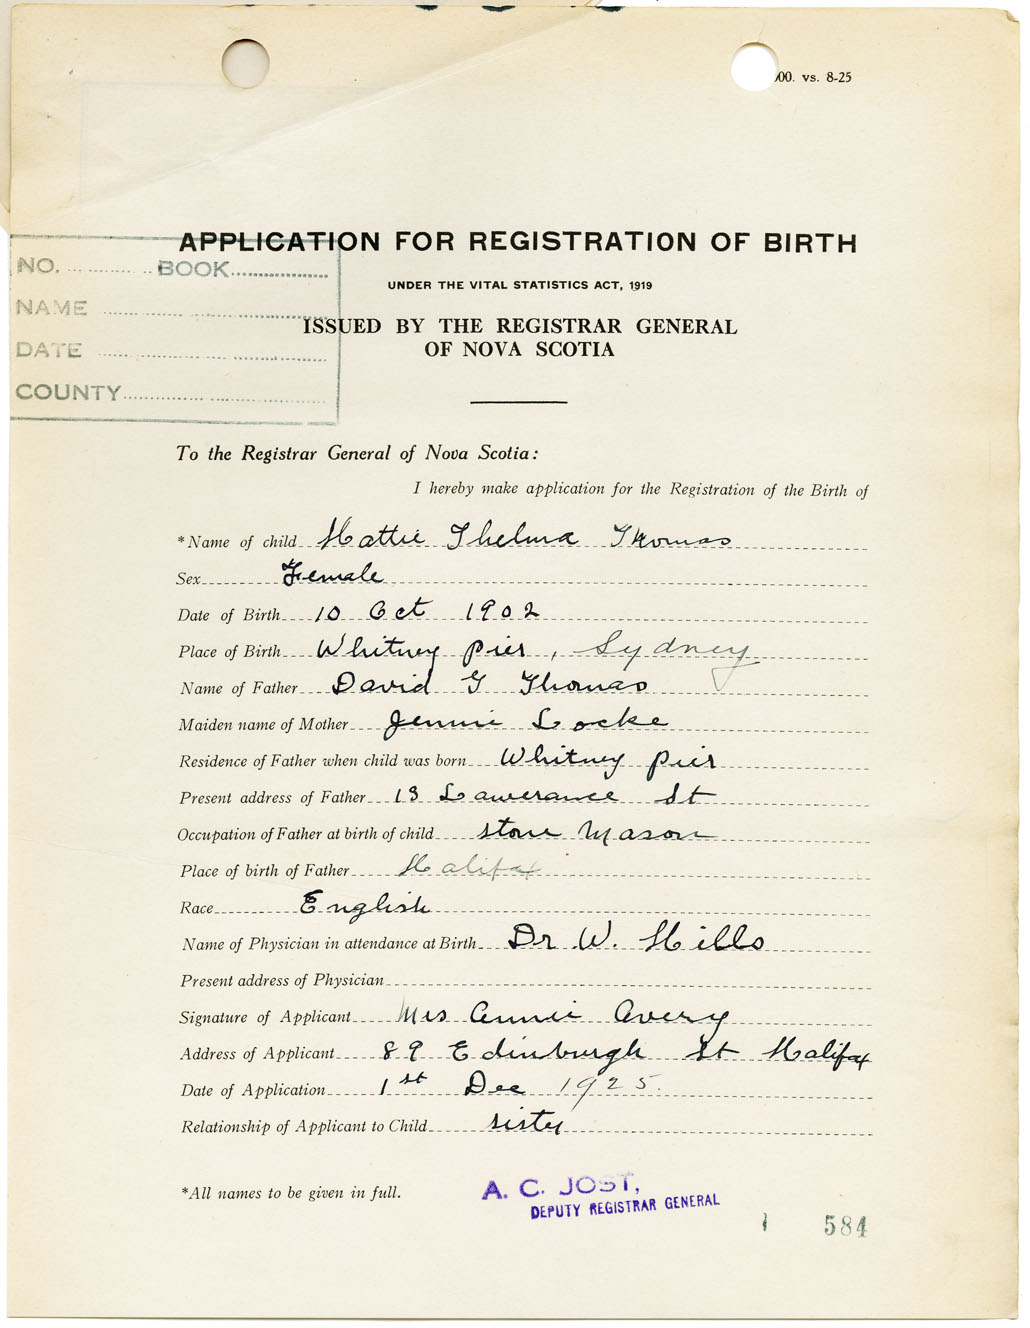 00. vs. 8-25
APPLICATION FOR REGISTRATION OF BIRTH
NO. ............ BOOK..................
UNDER THE VITAL STATISTICS ACT, 1919
NAME
ISSUED BY THE REGISTRAR GENERAL
OF NOVA SCOTIA
DATE
COUNTY
To the Registrar General of Nova Scotia:
I hereby make application for the Registration of the Birth of
*Name of child Hattie Thelma Thomas
Sex Female
Date of Birth 10 Oct 1902
Place of Birth Whitney Pier, Sydney
Name of Father David G Thomas
Maiden name of Mother Jennie Locke
Residence of Father when child was born Whitney Pier
Present address of Father 13 Lawerance St
Occupation of Father at birth of child stone Mason
Place of birth of Father Halifax
Race English
Name of Physician in attendance at Birth Dr W. Hills
Present address of Physician
Signature of Applicant Mrs Annie Avery
Address of Applicant 89 Edinburgh St Halifax
Date of Application 1st Dec 1925.
Relationship of Applicant to Child sister
*All names to be given in full.
A. C. JOST,
DEPUTY REGISTRAR GENERAL
584